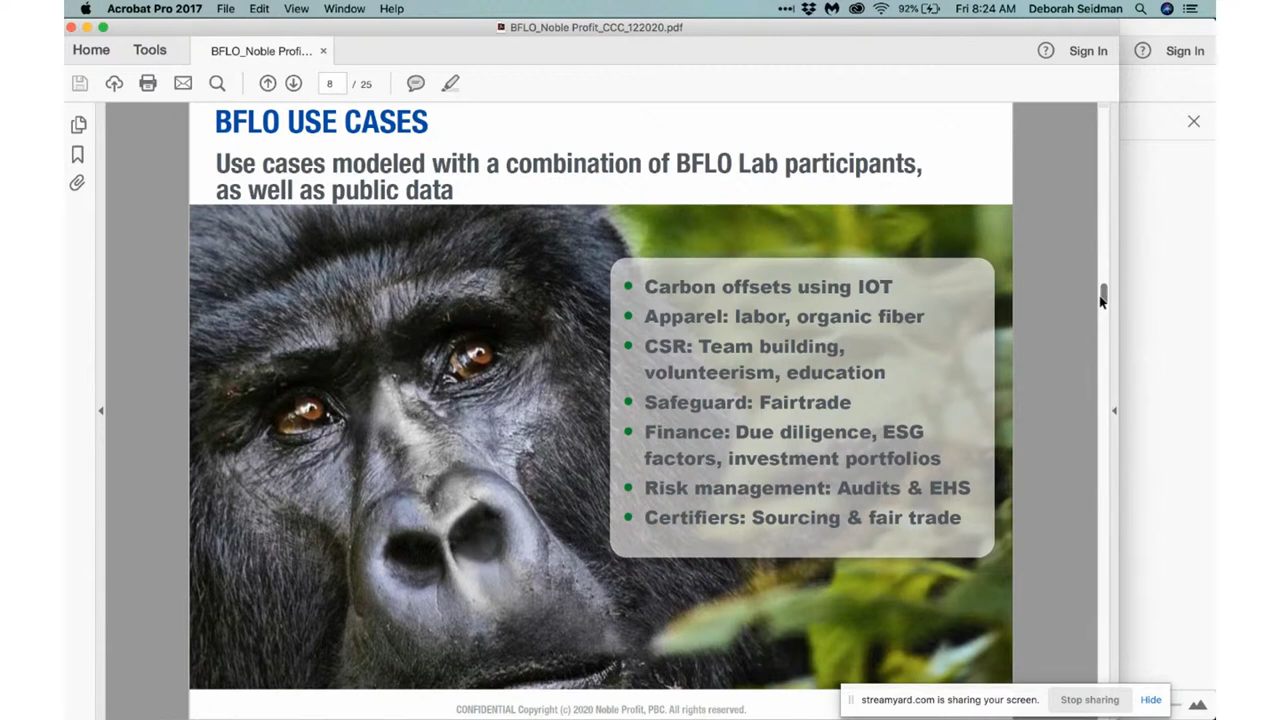 Acrobat Pro 2017 File Edit View Window Help 92% Fri 8:24 AM Deborah Seidman
BFLO_Noble Profit_CCC_122020.pdf
Home Tools BFLO_Noble Profi... × ? Sign In ? Sign In
8 / 25
BFLO USE CASES
Use cases modeled with a combination of BFLO Lab participants,
as well as public data
• Carbon offsets using IOT
• Apparel: labor, organic fiber
• CSR: Team building,
volunteerism, education
• Safeguard: Fairtrade
• Finance: Due diligence, ESG
factors, investment portfolios
• Risk management: Audits & EHS
• Certifiers: Sourcing & fair trade
streamyard.com is sharing your screen. Stop sharing Hide
CONFIDENTIAL Copyright (c) 2020 Noble Profit, PBC. All rights reserved.